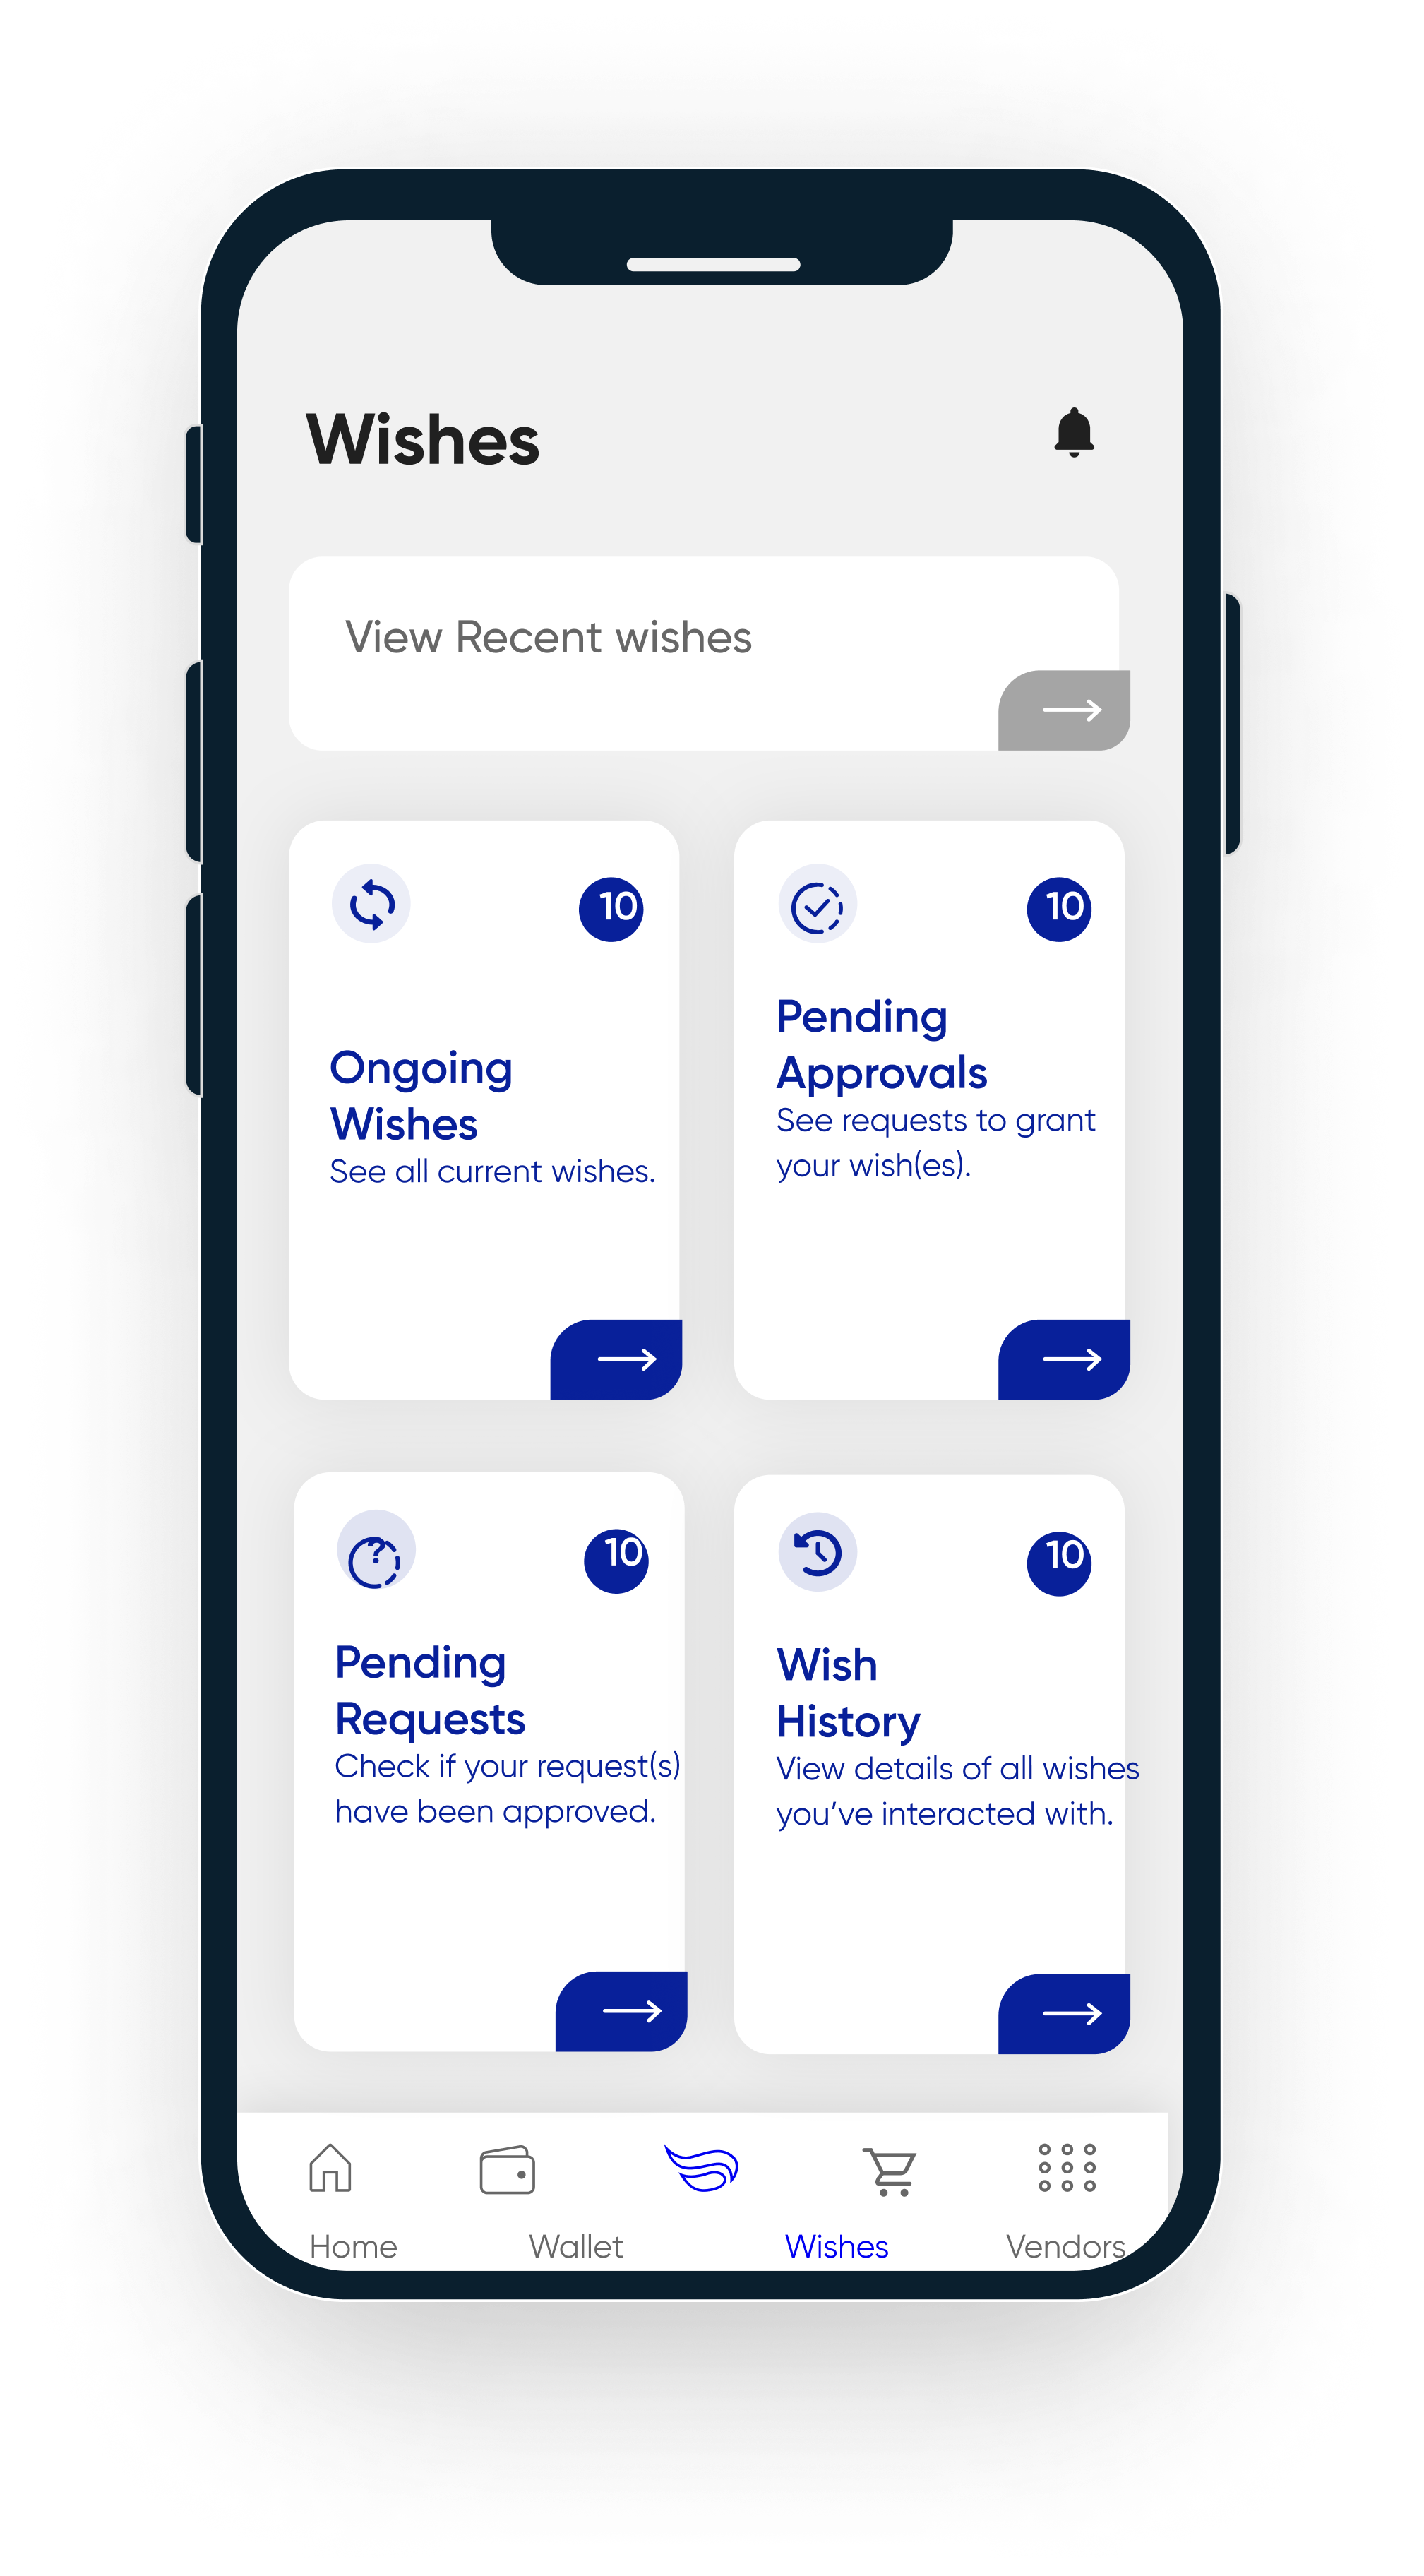 Wishes
View Recent wishes
10
Ongoing
Wishes
See all current wishes.
10
Pending
Approvals
See requests to grant
your wish(es).
10
Pending
Requests
Check if your request(s)
have been approved.
10
Wish
History
View details of all wishes
you’ve interacted with.
Home
Wallet
Wishes
Vendors